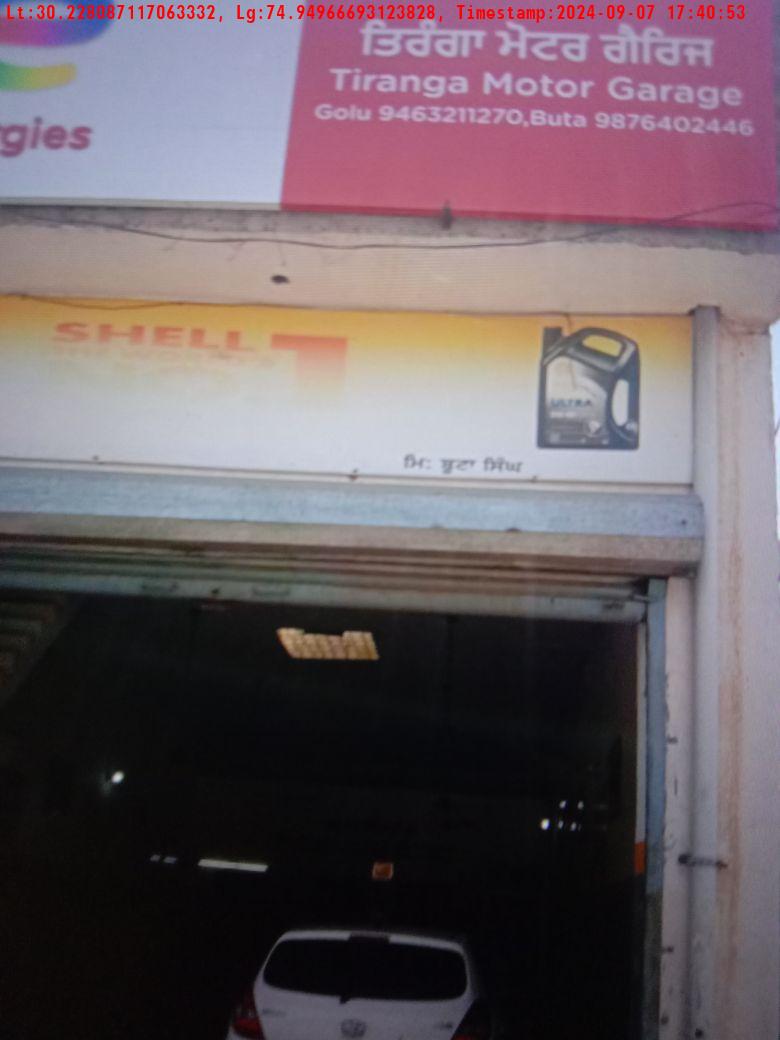 Lt:30.228087117063332, Lg:74.94966693123828, Timestamp:2024-09-07 17:40:53
ਤਿਰੰਗਾ ਮੋਟਰ ਗੈਰਿਜ
Tiranga Motor Garage
Golu 9463211270,Buta 9876402446
gies
SHELL
1
ULTRA
ਮਿ: ਬੂਟਾ ਸਿੰਘ